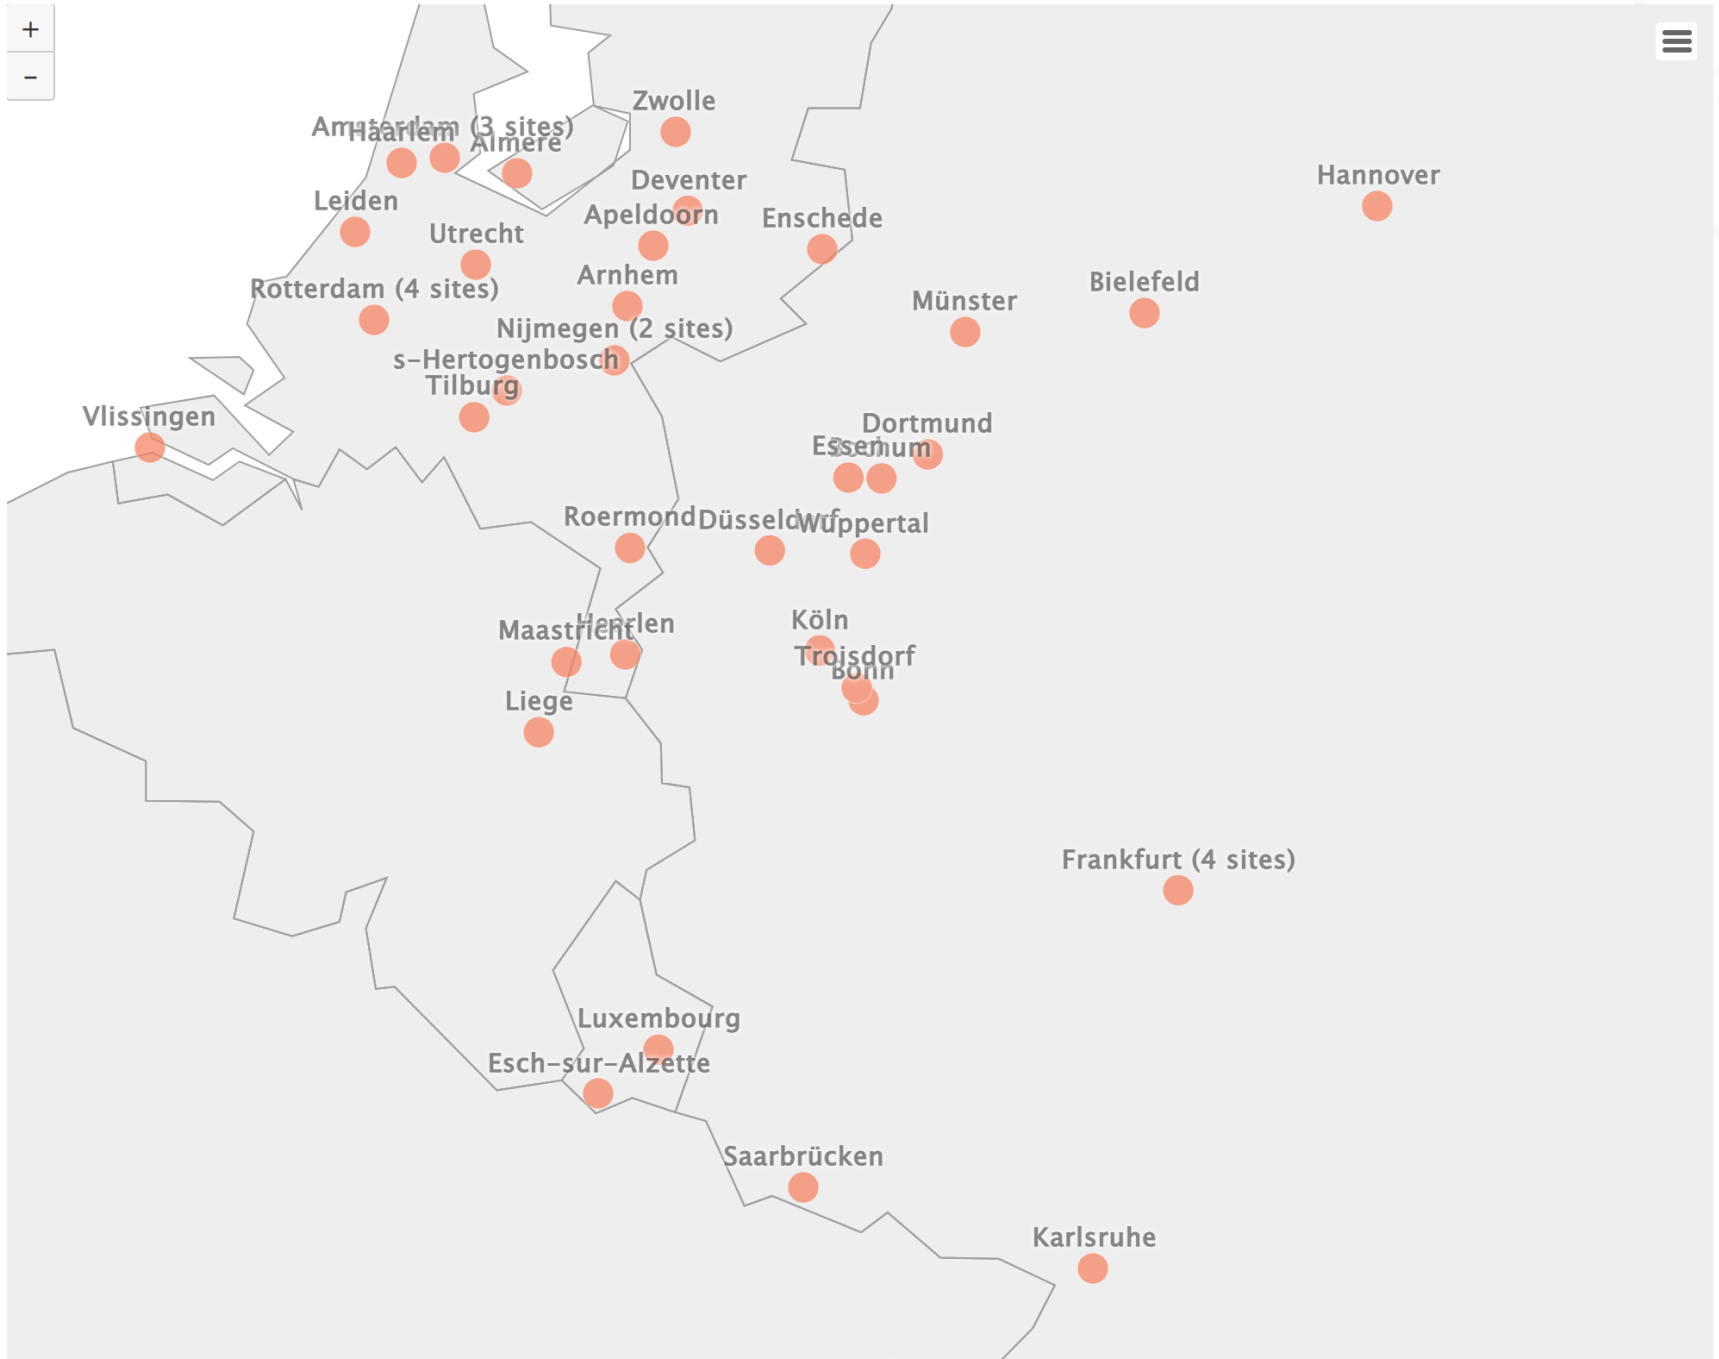 +
−
Zwolle
Amsterdam (3 sites)
Haarlem
Almere
Hannover
Deventer
Leiden
Apeldoorn
Enschede
Utrecht
Arnhem
Bielefeld
Rotterdam (4 sites)
Münster
Nijmegen (2 sites)
s-Hertogenbosch
Tilburg
Vlissingen
Dortmund
Essen
Bochum
Roermond
Düsseldorf
Wuppertal
Köln
Heerlen
Maastricht
Troisdorf
Bonn
Liege
Frankfurt (4 sites)
Luxembourg
Esch-sur-Alzette
Saarbrücken
Karlsruhe